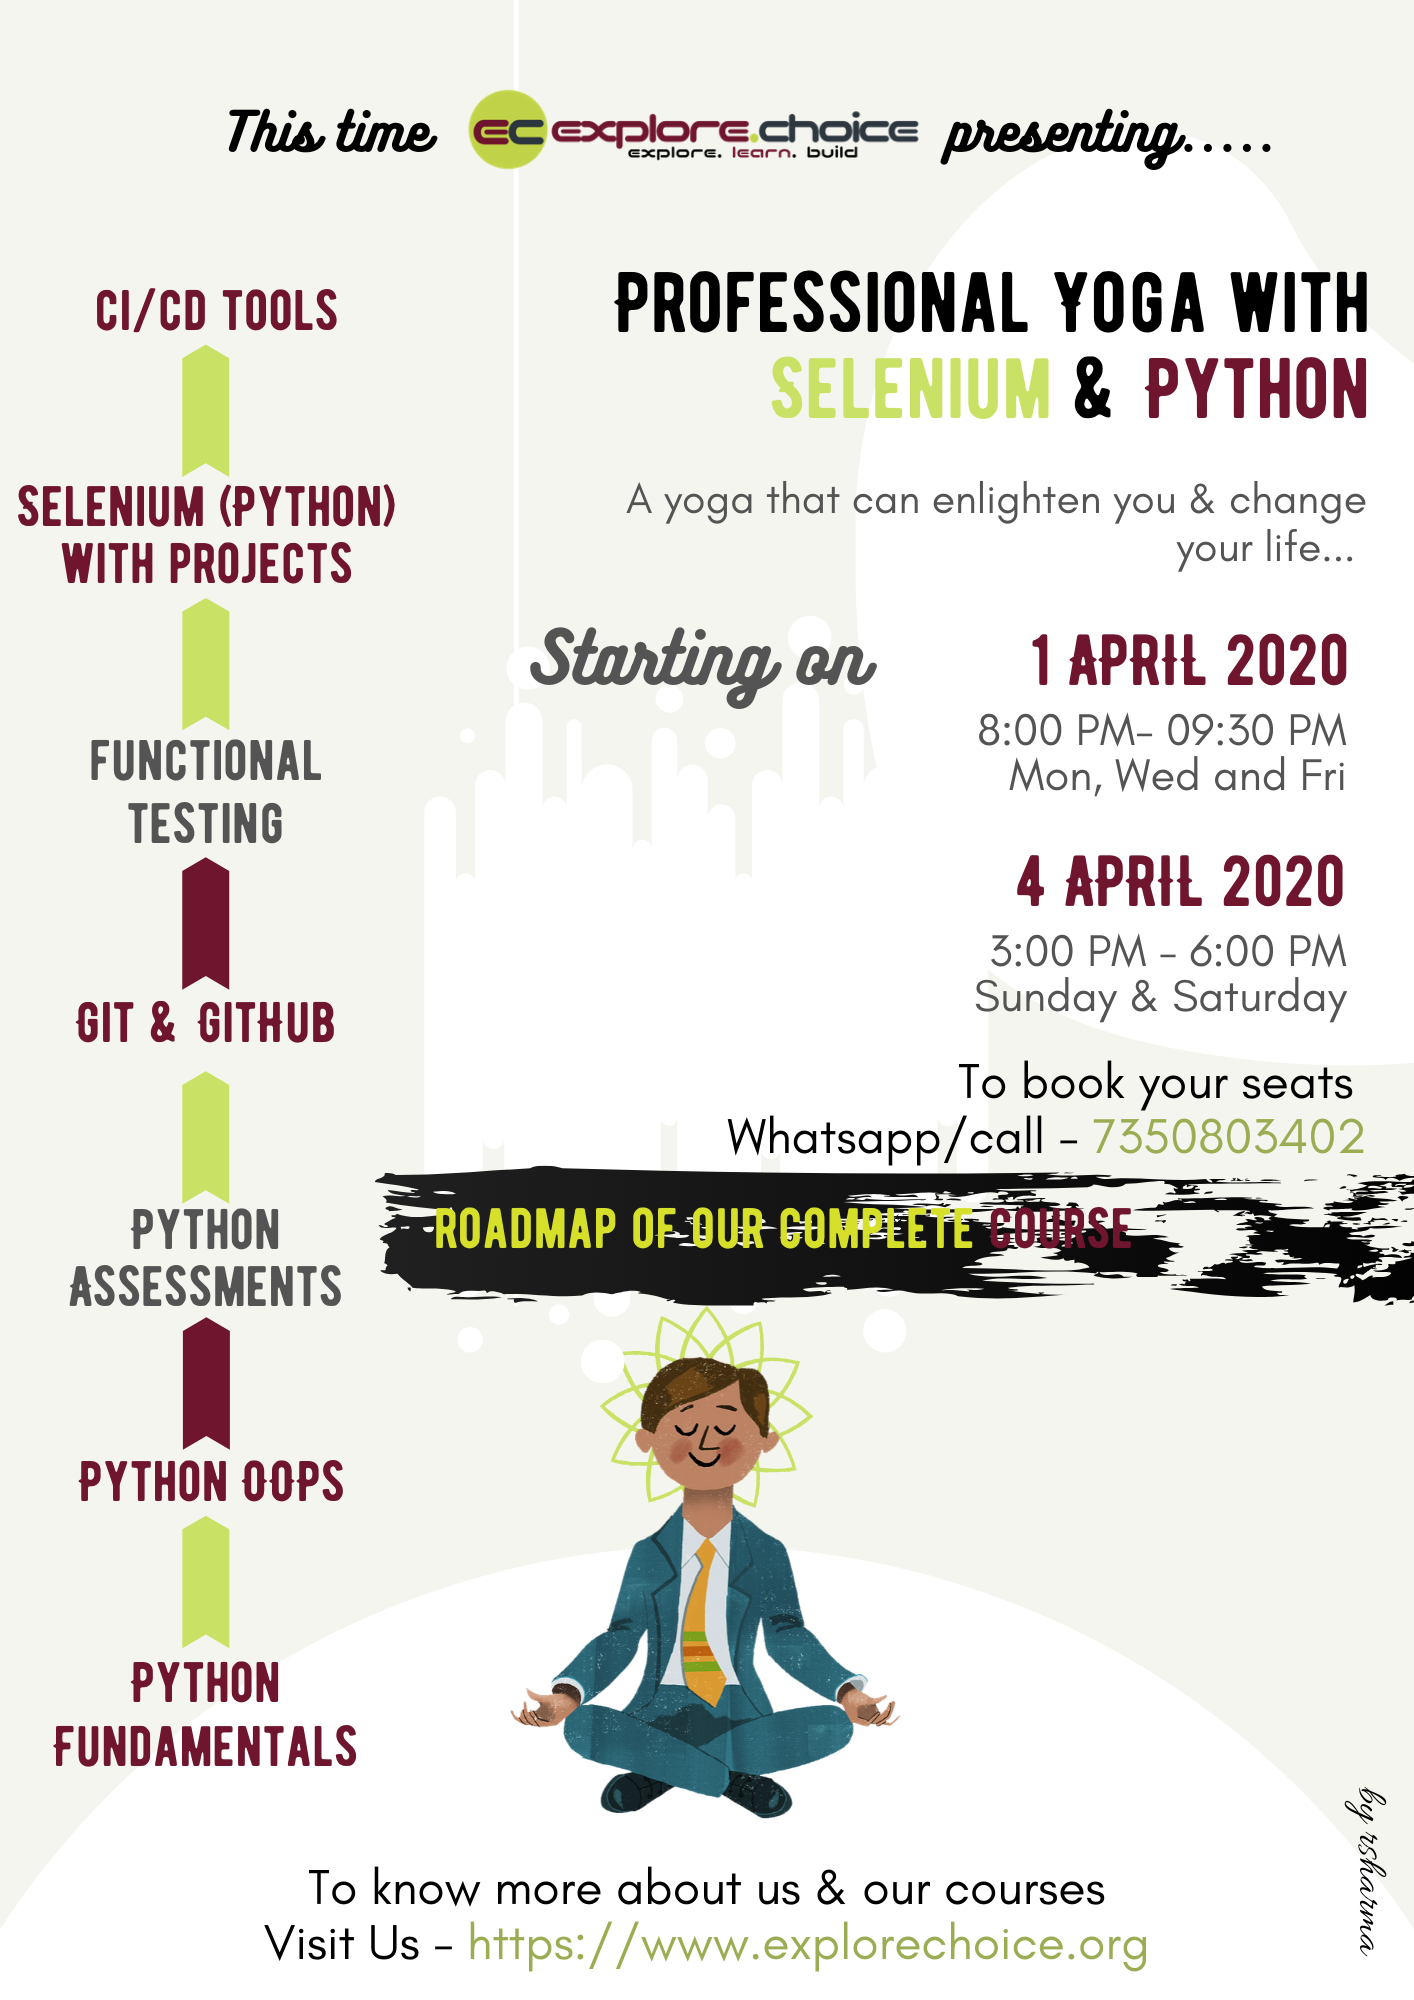 This time
EC explore.choice
explore. learn. build
presenting.....
PROFESSIONAL YOGA WITH
SELENIUM & PYTHON
A yoga that can enlighten you & change
your life...
Starting on
1 APRIL 2020
8:00 PM- 09:30 PM
Mon, Wed and Fri
4 APRIL 2020
3:00 PM - 6:00 PM
Sunday & Saturday
To book your seats
Whatsapp/call - 7350803402
ROADMAP OF OUR COMPLETE COURSE
CI/CD TOOLS
SELENIUM (PYTHON)
WITH PROJECTS
FUNCTIONAL
TESTING
GIT & GITHUB
PYTHON
ASSESSMENTS
PYTHON OOPS
PYTHON
FUNDAMENTALS
by rsharma
To know more about us & our courses
Visit Us - https://www.explorechoice.org